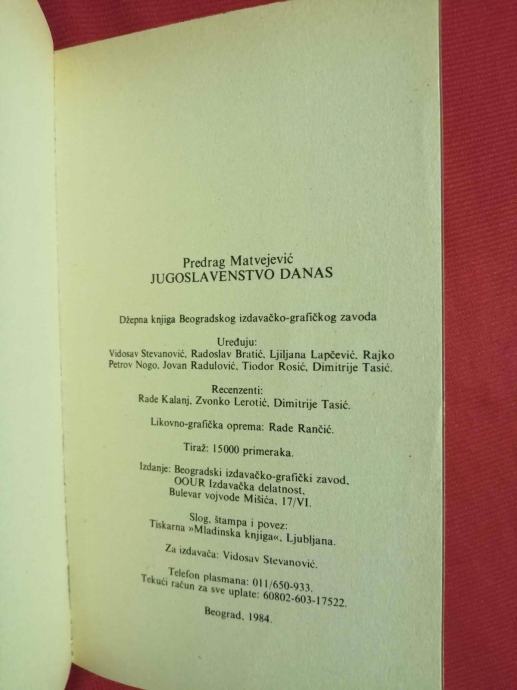 Predrag Matvejević
JUGOSLAVENSTVO DANAS
Džepna knjiga Beogradskog izdavačko-grafičkog zavoda
Uređuju:
Vidosav Stevanović, Radoslav Bratić, Ljiljana Lapčević, Rajko
Petrov Nogo, Jovan Radulović, Tiodor Rosić, Dimitrije Tasić.
Recenzenti:
Rade Kalanj, Zvonko Lerotić, Dimitrije Tasić.
Likovno-grafička oprema: Rade Rančić.
Tiraž: 15000 primeraka.
Izdanje: Beogradski izdavačko-grafički zavod,
OOUR Izdavačka delatnost,
Bulevar vojvode Mišića, 17/VI.
Slog, štampa i povez:
Tiskarna »Mladinska knjiga«, Ljubljana.
Za izdavača: Vidosav Stevanović.
Telefon plasmana: 011/650-933.
Tekući račun za sve uplate: 60802-603-17522.
Beograd, 1984.